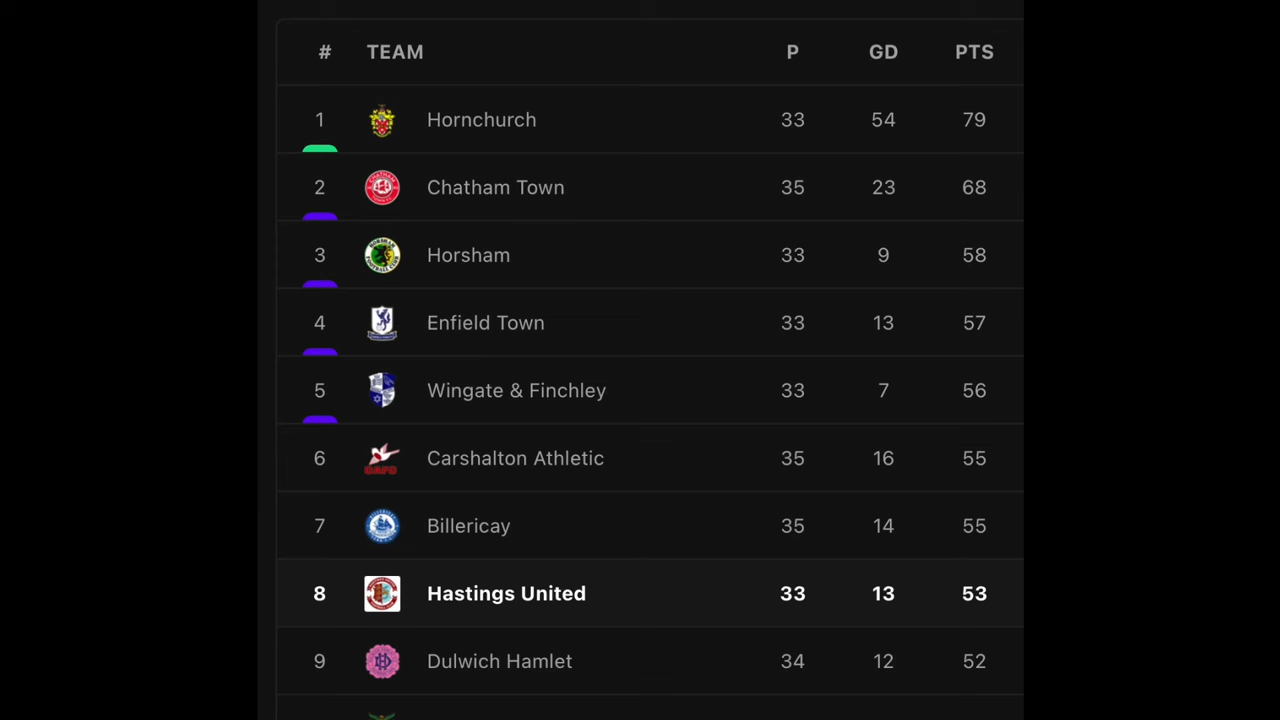 # TEAM P GD PTS
1 Hornchurch 33 54 79
2 Chatham Town 35 23 68
3 Horsham 33 9 58
4 Enfield Town 33 13 57
5 Wingate & Finchley 33 7 56
6 Carshalton Athletic 35 16 55
7 Billericay 35 14 55
8 Hastings United 33 13 53
9 Dulwich Hamlet 34 12 52